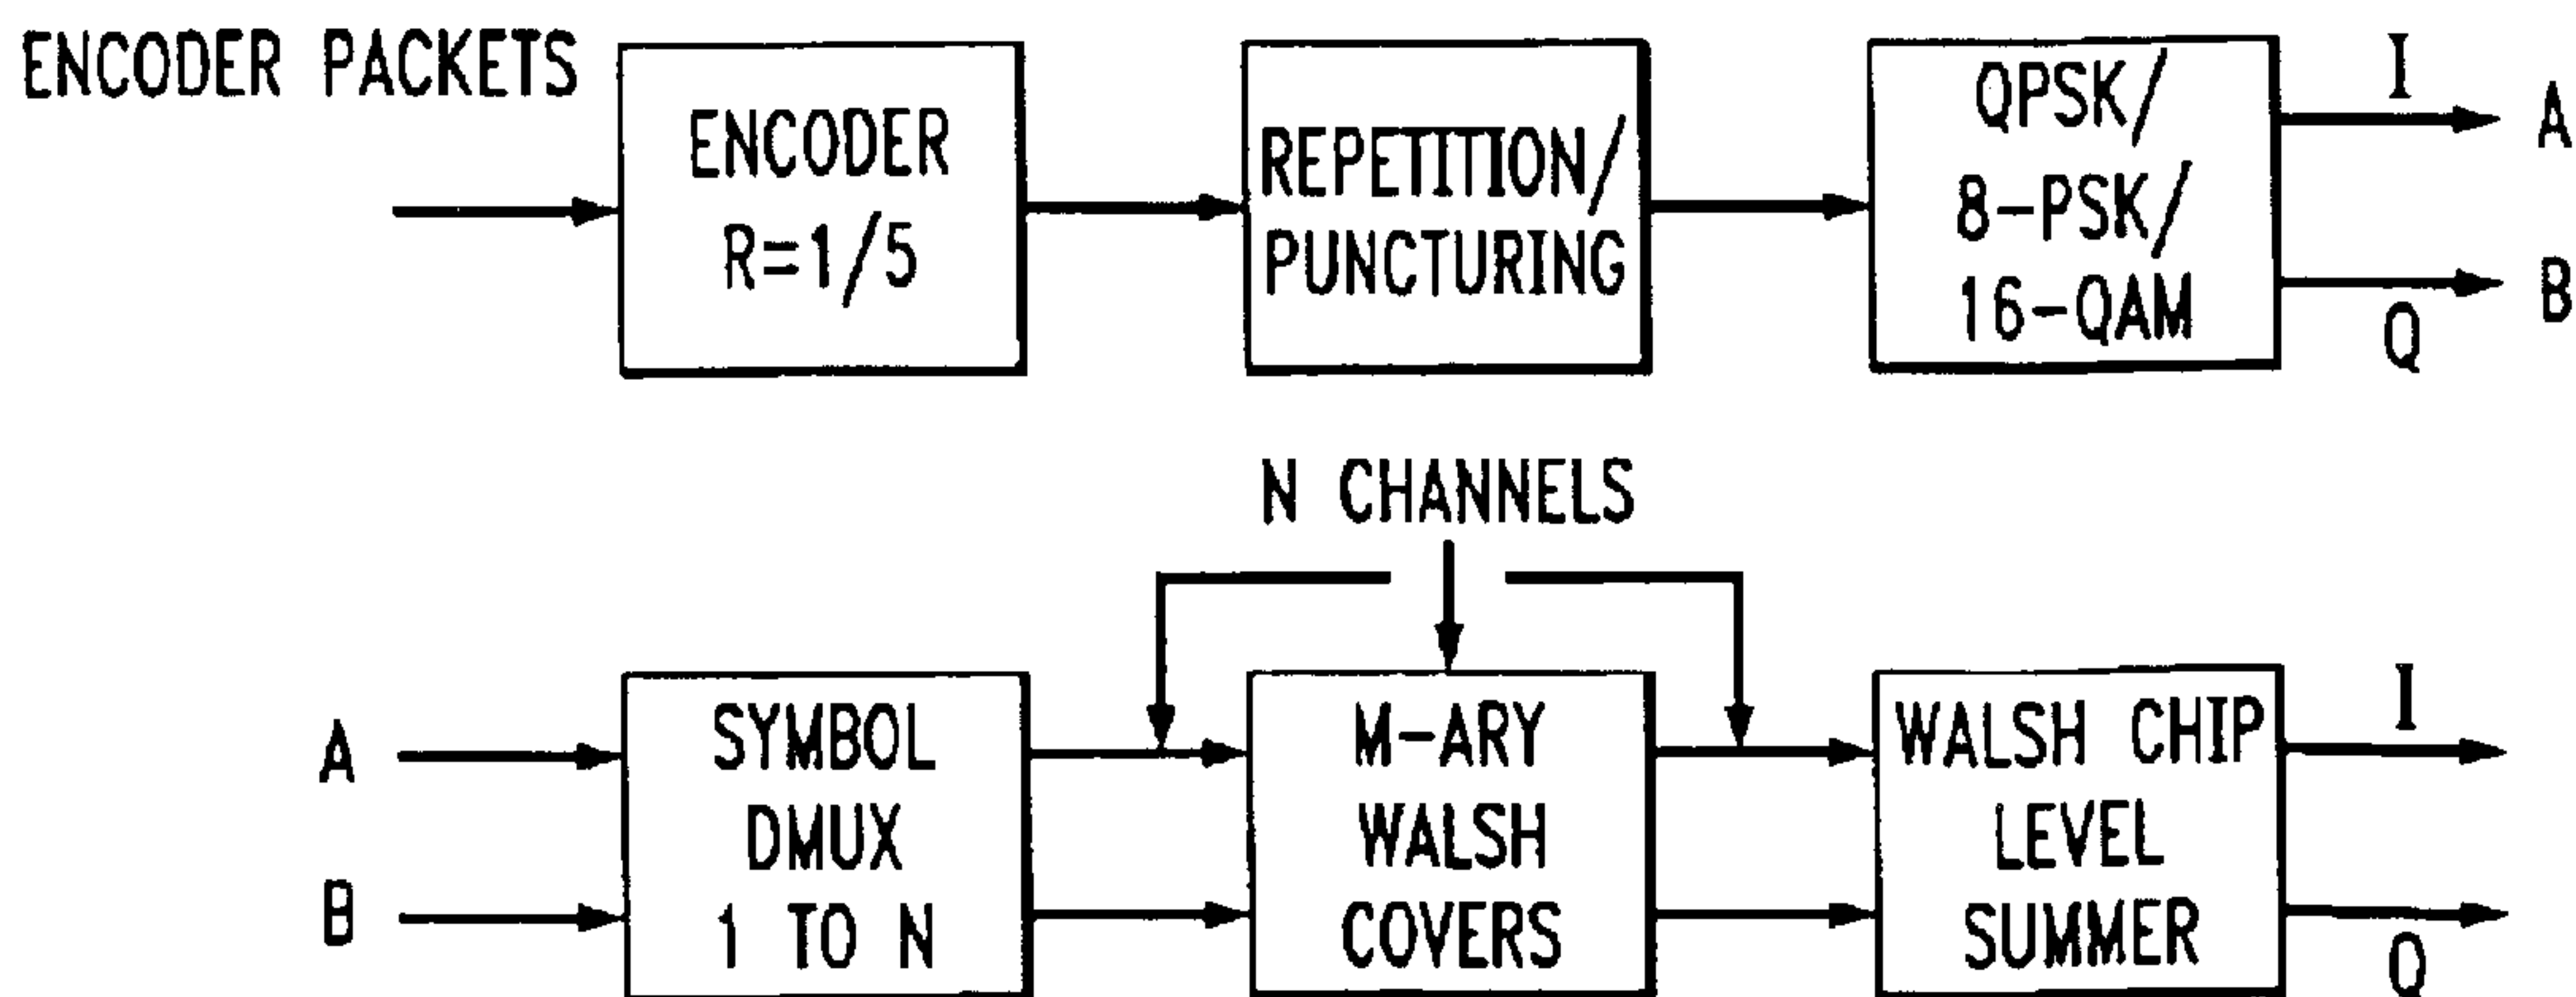 ENCODER PACKETS
ENCODER
R=1/5
REPETITION/
PUNCTURING
QPSK/
8-PSK/
16-QAM
I
A
Q
B
N CHANNELS
A
B
SYMBOL
DMUX
1 TO N
M-ARY
WALSH
COVERS
WALSH CHIP
LEVEL
SUMMER
I
Q